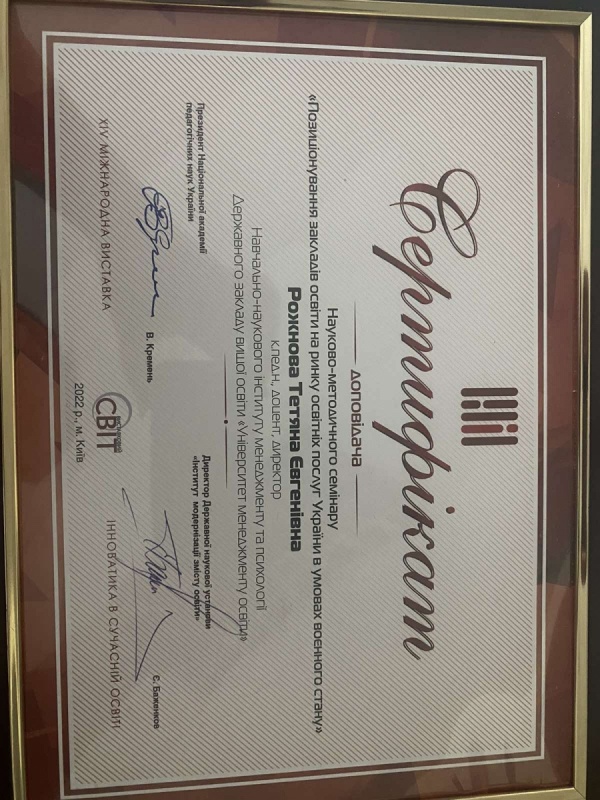 Сертифікат
доповідача
Науково-методичного семінару
«Позиціонування закладів освіти на ринку освітніх послуг України в умовах воєнного стану»
Рожнова Тетяна Євгенівна
к.пед.н, доцент, директор
Навчально-наукового інституту менеджменту та психології
Державного закладу вищої освіти «Університет менеджменту освіти»
Президент Національної академії
педагогічних наук України
В. Кремень
Директор Державної наукової установи
«Інститут модернізації змісту освіти»
Є. Баженков
XIV МІЖНАРОДНА ВИСТАВКА
СВІТ
ІННОВАТИКА В СУЧАСНІЙ ОСВІТІ
2022 р., м. Київ